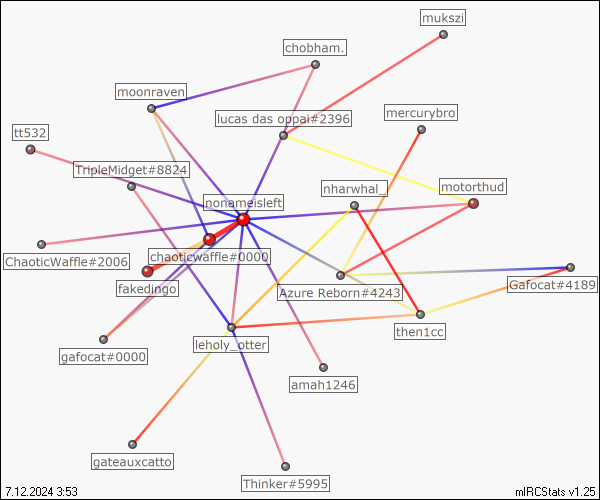 mukszi
chobham.
moonraven
mercurybro
lucas das oppai#2396
tt532
TripleMidget#8824
nharwhal_
motorthud
nonameisleft
ChaoticWaffle#2006
chaoticwaffle#0000
fakedingo
Azure Reborn#4243
Gafocat#4189
then1cc
leholy_otter
gafocat#0000
amah1246
gateauxcatto
Thinker#5995
7.12.2024 3:53
mIRCStats v1.25